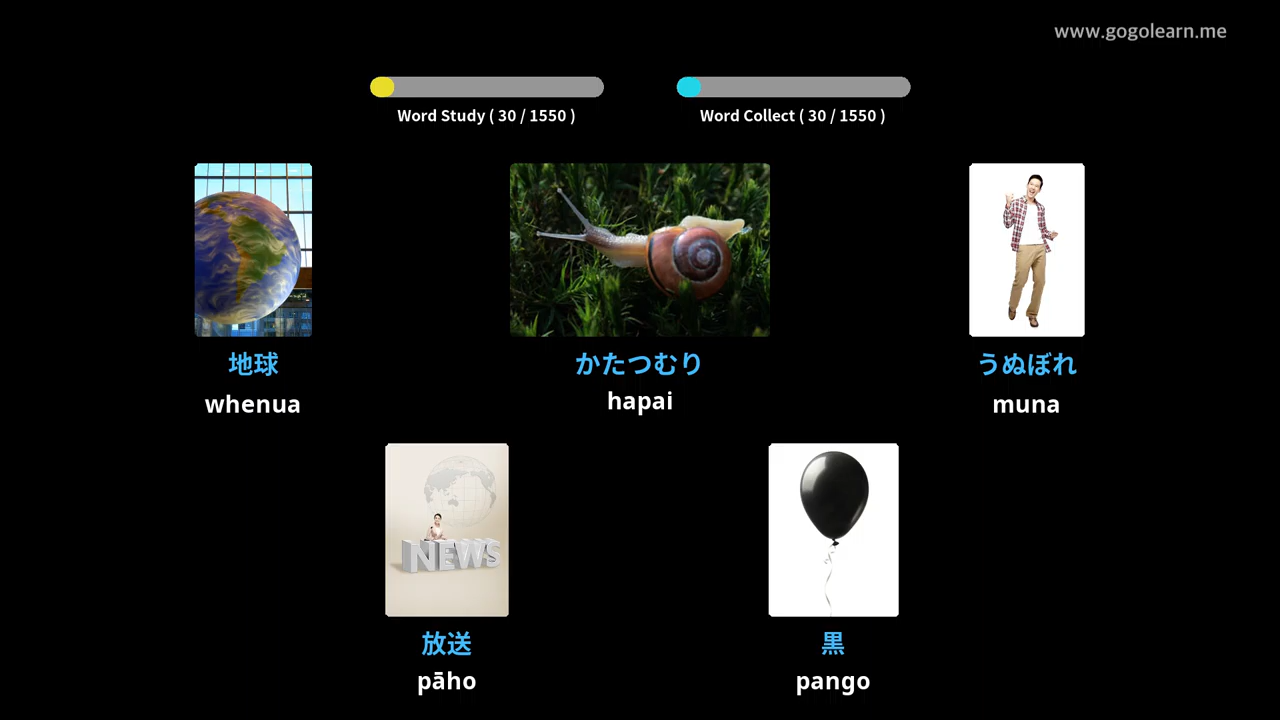 www.gogolearn.me
Word Study ( 30 / 1550 )
Word Collect ( 30 / 1550 )
地球
whenua
かたつむり
hapai
うぬぼれ
muna
NEWS
放送
pāho
黒
pango